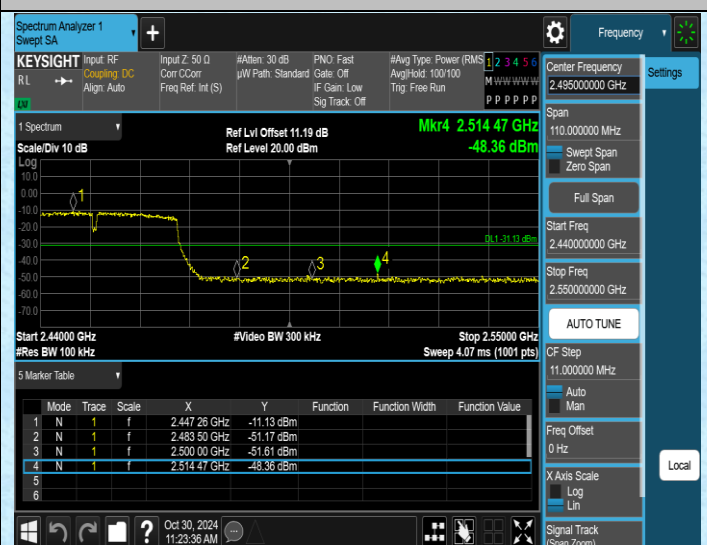 Spectrum Analyzer 1
Swept SA
Frequency
KEYSIGHT
RL
Input: RF
Coupling: DC
Align: Auto
Input Z: 50 Ω
Corr CCorr
Freq Ref: Int (S)
#Atten: 30 dB
µW Path: Standard
PNO: Fast
Gate: Off
IF Gain: Low
Sig Track: Off
#Avg Type: Power (RMS
Avg|Hold: 100/100
Trig: Free Run
1 2 3 4 5 6
M W W W W W
P P P P P P
1 Spectrum
Scale/Div 10 dB
Log
Ref Lvl Offset 11.19 dB
Ref Level 20.00 dBm
Mkr4 2.514 47 GHz
-48.36 dBm
10.0
0.00
-10.0
-20.0
-30.0
-40.0
-50.0
-60.0
-70.0
1
2
3
4
DL1 -31.13 dBm
Start 2.44000 GHz
#Res BW 100 kHz
#Video BW 300 kHz
Stop 2.55000 GHz
Sweep 4.07 ms (1001 pts)
5 Marker Table
Mode Trace Scale X Y Function Function Width Function Value
1 N 1 f 2.447 26 GHz -11.13 dBm
2 N 1 f 2.483 50 GHz -51.17 dBm
3 N 1 f 2.500 00 GHz -51.61 dBm
4 N 1 f 2.514 47 GHz -48.36 dBm
5
6
Oct 30, 2024
11:23:36 AM
Center Frequency
2.495000000 GHz
Settings
Span
110.000000 MHz
Swept Span
Zero Span
Full Span
Start Freq
2.440000000 GHz
Stop Freq
2.550000000 GHz
AUTO TUNE
CF Step
11.000000 MHz
Auto
Man
Freq Offset
0 Hz
X Axis Scale
Log
Lin
Local
Signal Track
(Span Zoom)